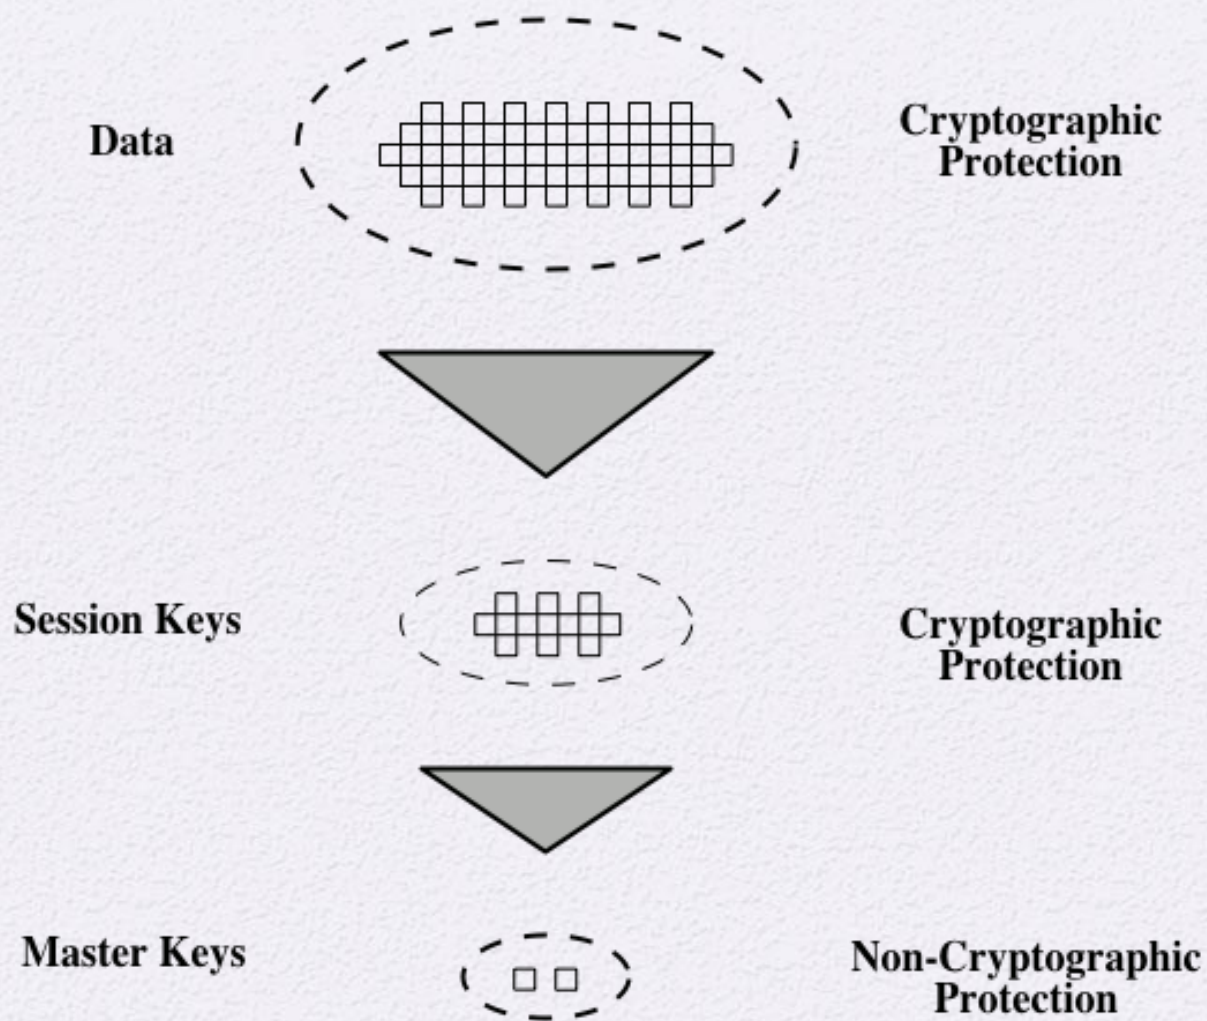 Data
Cryptographic
Protection
Session Keys
Cryptographic
Protection
Master Keys
Non-Cryptographic
Protection